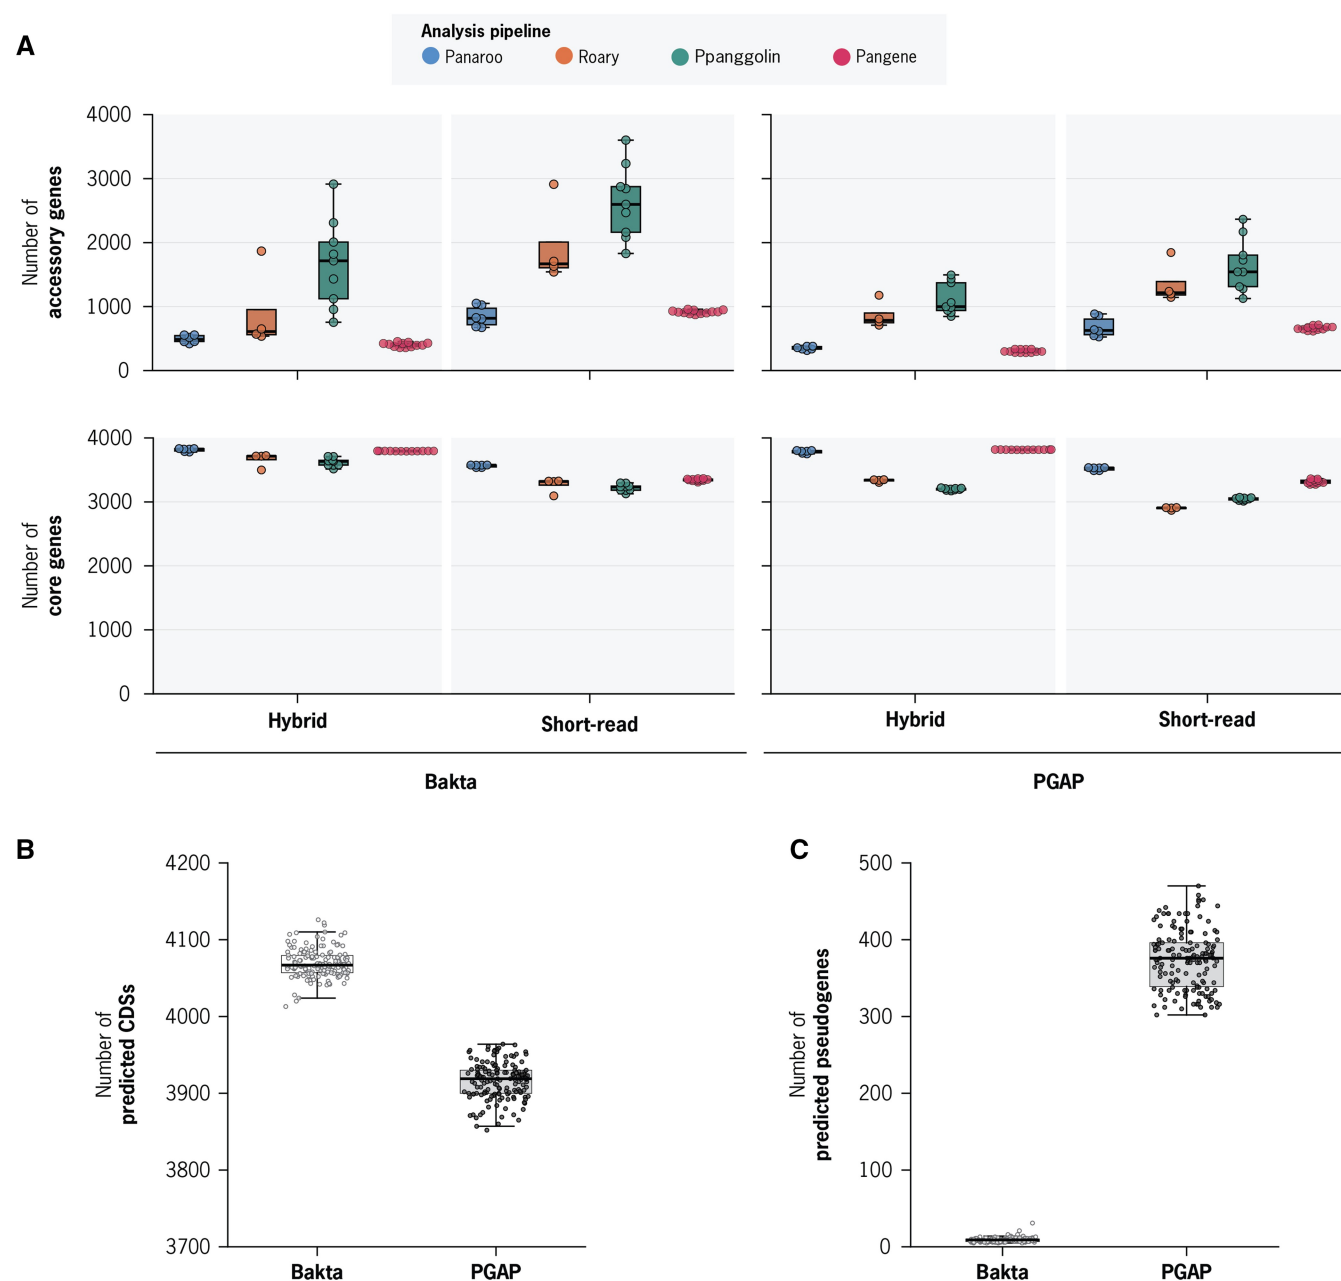 A
Analysis pipeline
Panaroo Roary Ppanggolin Pangene
Number of
accessory genes
4000
3000
2000
1000
0
Number of
core genes
4000
3000
2000
1000
0
Hybrid Short-read Hybrid Short-read
Bakta PGAP
B
Number of
predicted CDSs
4200
4100
4000
3900
3800
3700
Bakta PGAP
C
Number of
predicted pseudogenes
500
400
300
200
100
0
Bakta PGAP